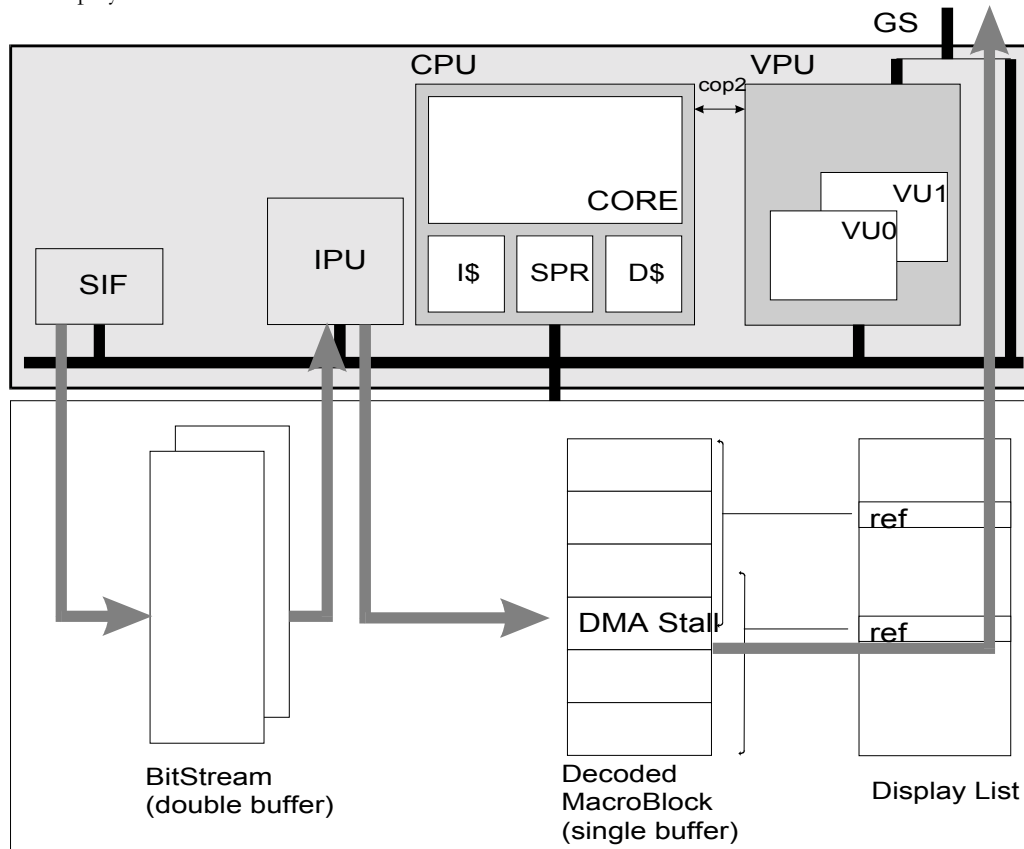 GS
CPU
VPU
cop2
CORE
VU1
VU0
IPU
SIF
I$
SPR
D$
ref
DMA Stall
ref
BitStream
(double buffer)
Decoded
MacroBlock
(single buffer)
Display List